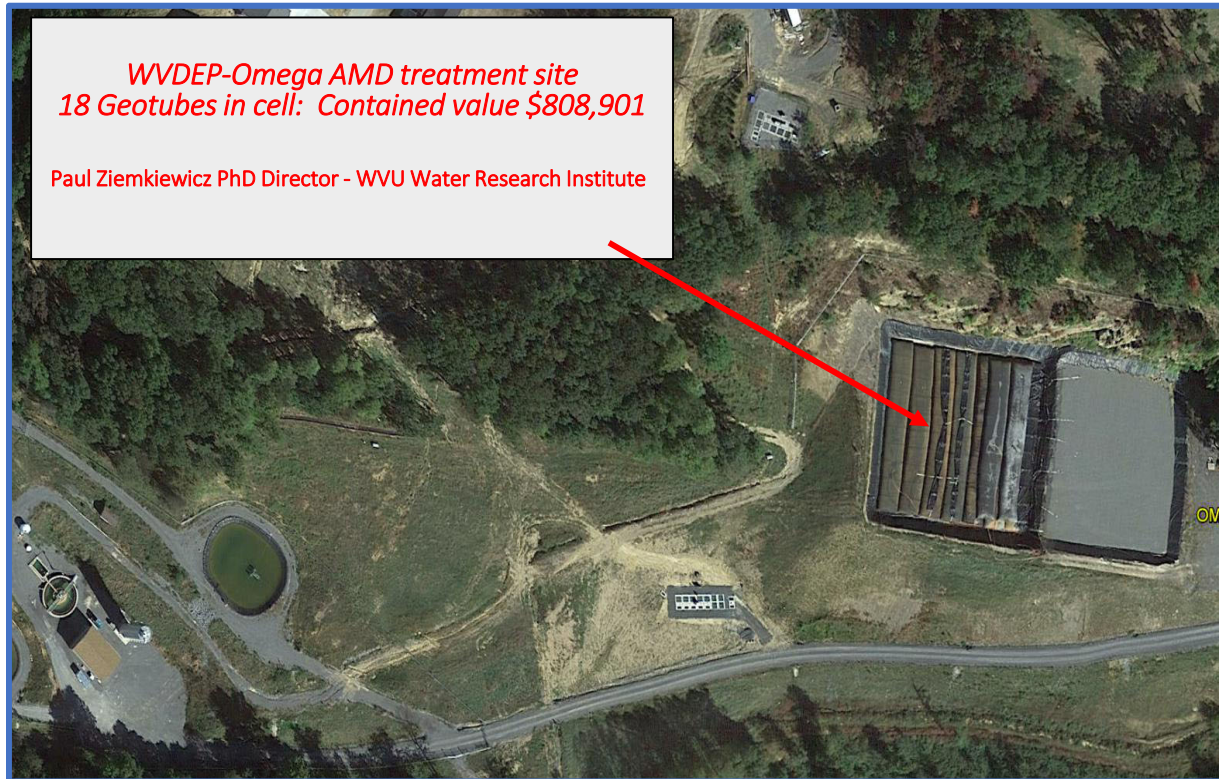 WVDEP-Omega AMD treatment site
18 Geotubes in cell: Contained value $808,901
Paul Ziemkiewicz PhD Director - WVU Water Research Institute
OM